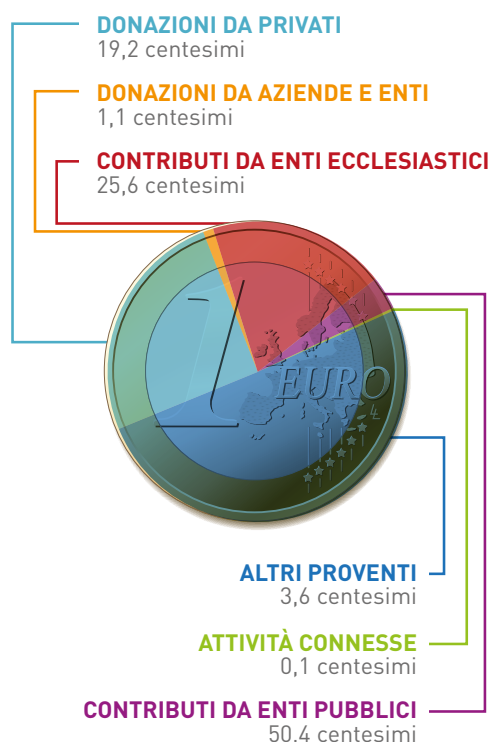 DONAZIONI DA PRIVATI
19,2 centesimi
DONAZIONI DA AZIENDE E ENTI
1,1 centesimi
CONTRIBUTI DA ENTI ECCLESIASTICI
25,6 centesimi
1
EURO
ALTRI PROVENTI
3,6 centesimi
ATTIVITÀ CONNESSE
0,1 centesimi
CONTRIBUTI DA ENTI PUBBLICI
50,4 centesimi